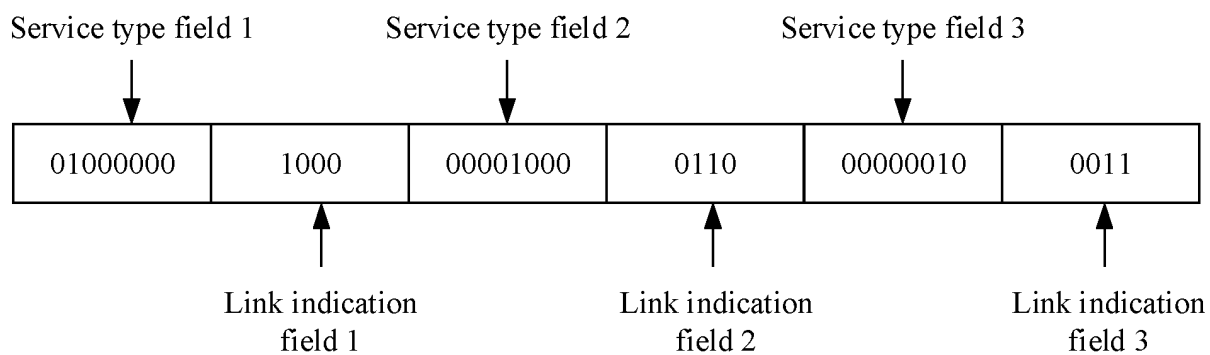 Service type field 1
Service type field 2
Service type field 3
01000000
1000
00001000
0110
00000010
0011
Link indication
field 1
Link indication
field 2
Link indication
field 3